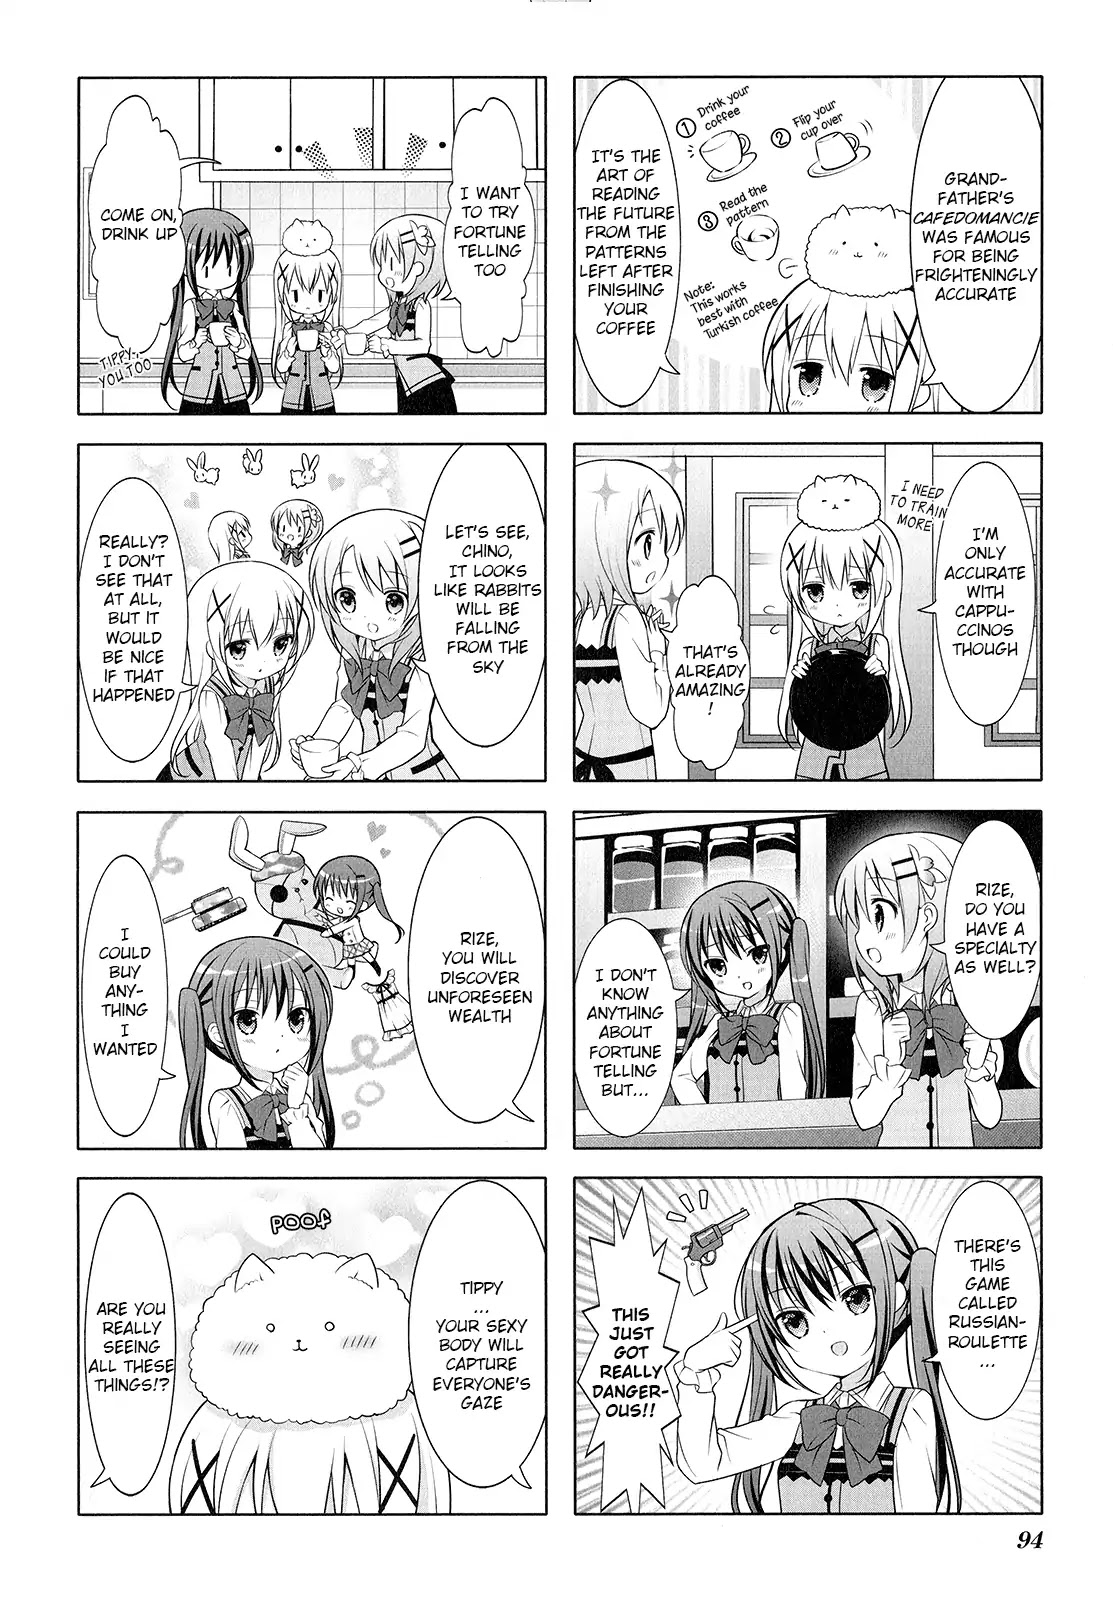 GRAND-
FATHER'S
CAFEDOMANCIE
WAS FAMOUS
FOR BEING
FRIGHTENINGLY
ACCURATE
① Drink your
coffee
② Flip your
cup over
③ Read the
pattern
Note:
This works
best with
Turkish coffee
IT'S THE
ART OF
READING
THE FUTURE
FROM THE
PATTERNS
LEFT AFTER
FINISHING
YOUR
COFFEE
I'M
ONLY
ACCURATE
WITH
CAPPU-
CCINOS
THOUGH
I NEED
TO TRAIN
MORE
THAT'S
ALREADY
AMAZING
!
RIZE,
DO YOU
HAVE A
SPECIALTY
AS WELL?
I DON'T
KNOW
ANYTHING
ABOUT
FORTUNE
TELLING
BUT...
THERE'S
THIS
GAME
CALLED
RUSSIAN-
ROULETTE
...
THIS
JUST
GOT
REALLY
DANGER-
OUS!!
I WANT
TO TRY
FORTUNE
TELLING
TOO
COME ON,
DRINK UP
TIPPY...
YOU TOO
LET'S SEE,
CHINO,
IT LOOKS
LIKE RABBITS
WILL BE
FALLING
FROM THE
SKY
REALLY?
I DON'T
SEE THAT
AT ALL,
BUT IT
WOULD
BE NICE
IF THAT
HAPPENED
RIZE,
YOU WILL
DISCOVER
UNFORESEEN
WEALTH
I
COULD
BUY
ANY-
THING
I
WANTED
POOF
TIPPY
...
YOUR SEXY
BODY WILL
CAPTURE
EVERYONE'S
GAZE
ARE YOU
REALLY
SEEING
ALL THESE
THINGS!?
94